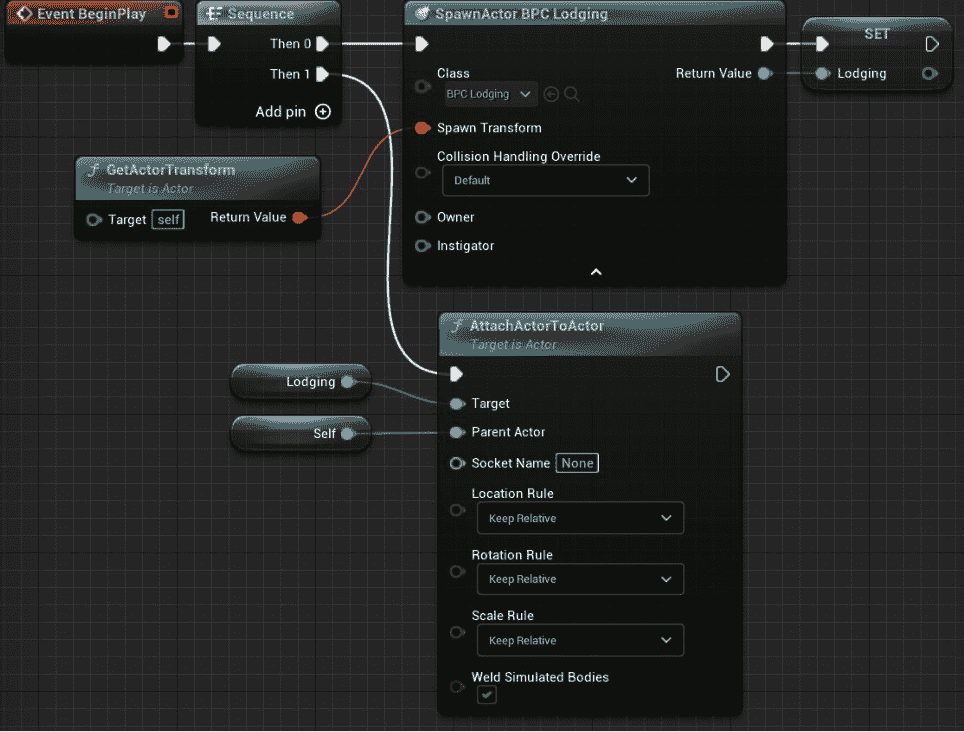 Event BeginPlay
Sequence
Then 0
Then 1
Add pin
GetActorTransform
Target is Actor
Target self
Return Value
SpawnActor BPC Lodging
Class
BPC Lodging
Return Value
Spawn Transform
Collision Handling Override
Default
Owner
Instigator
SET
Lodging
Lodging
Self
AttachActorToActor
Target is Actor
Target
Parent Actor
Socket Name None
Location Rule
Keep Relative
Rotation Rule
Keep Relative
Scale Rule
Keep Relative
Weld Simulated Bodies